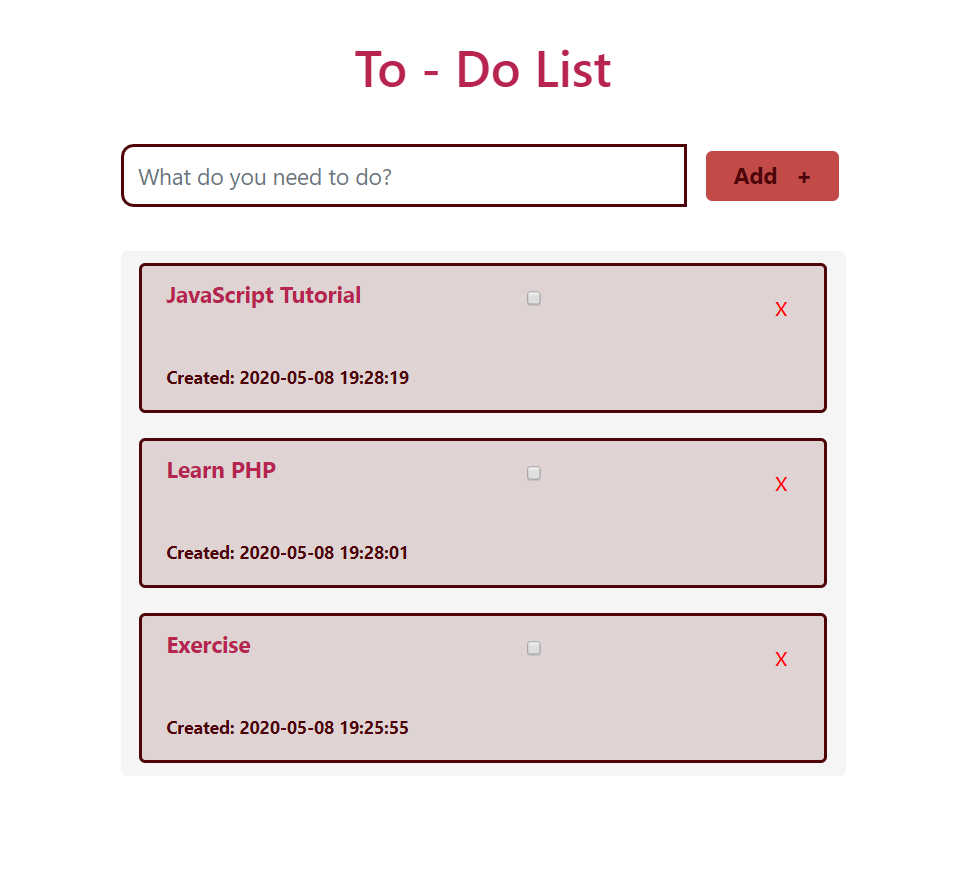 To - Do List
What do you need to do?
Add +
JavaScript Tutorial
X
Created: 2020-05-08 19:28:19
Learn PHP
X
Created: 2020-05-08 19:28:01
Exercise
X
Created: 2020-05-08 19:25:55